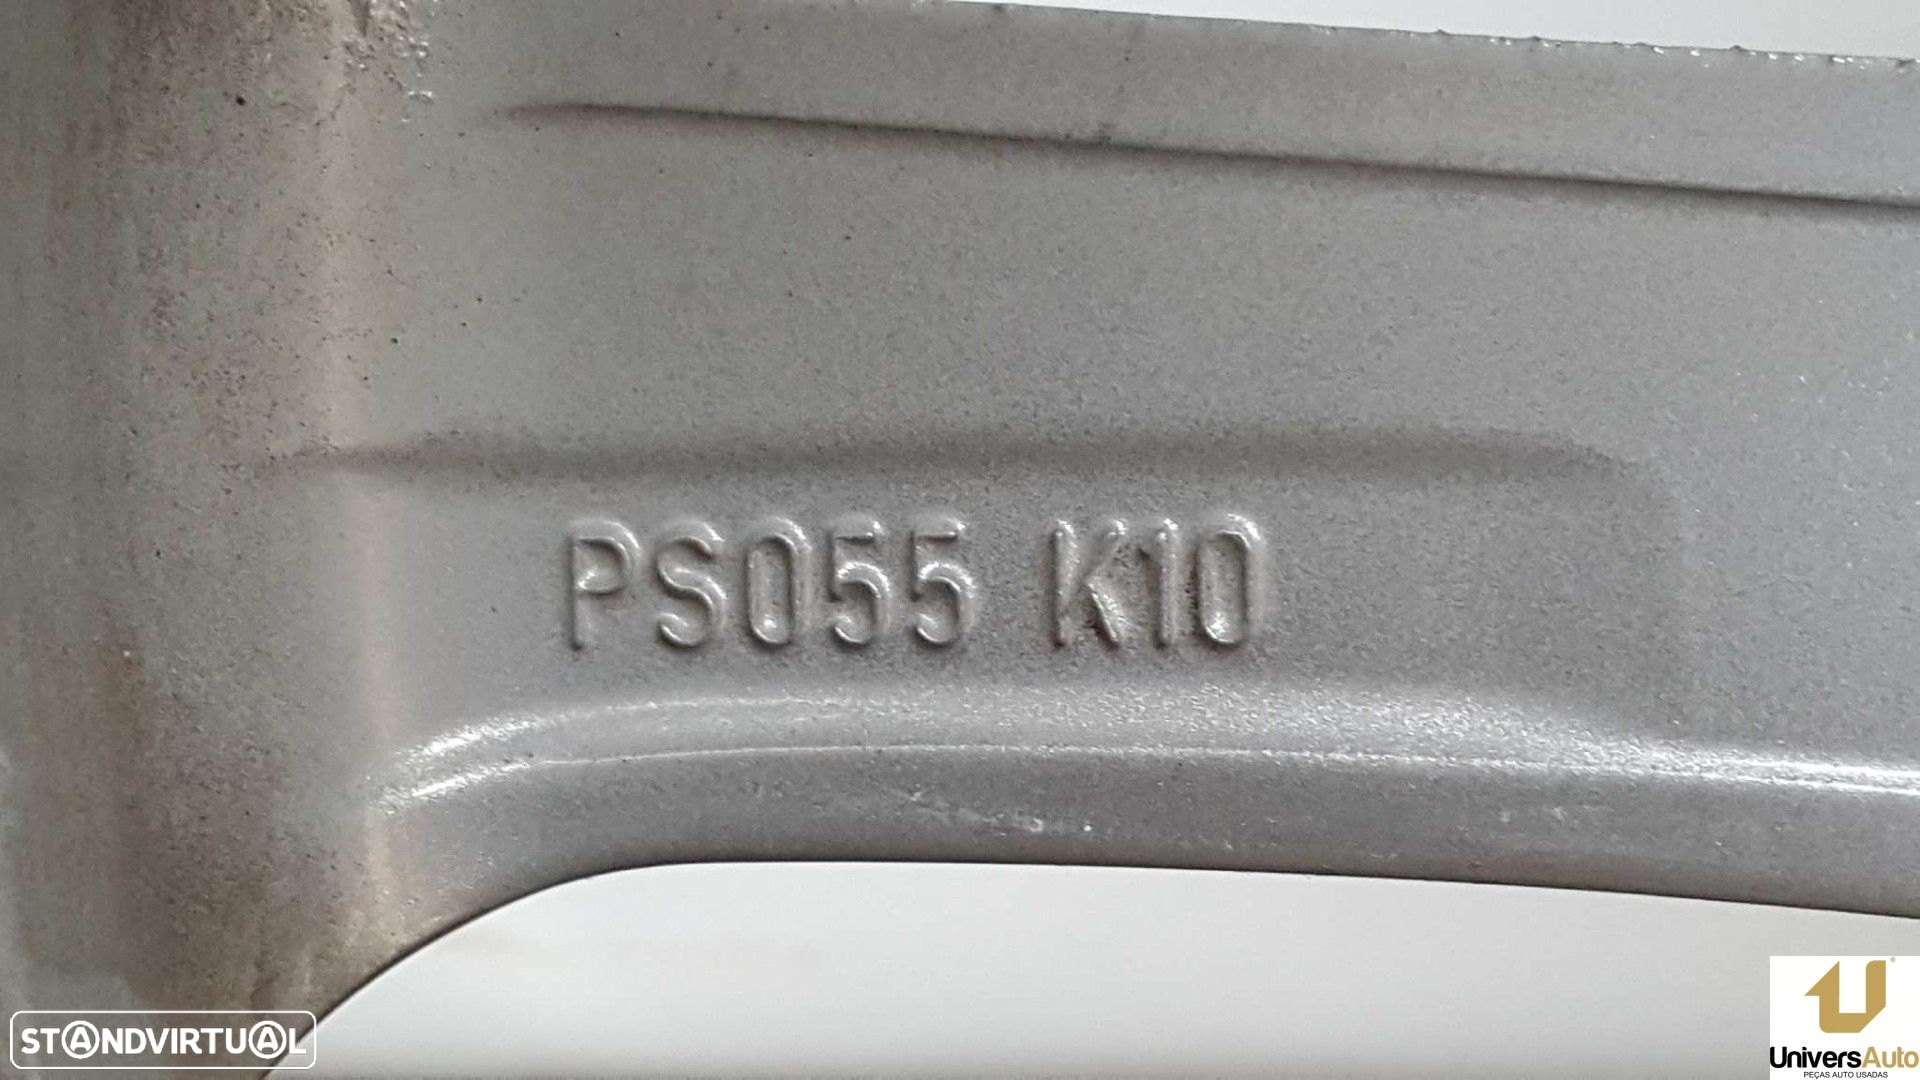 PS055 K10
STANDVIRTUAL
UniversAuto
PEÇAS AUTO USADAS